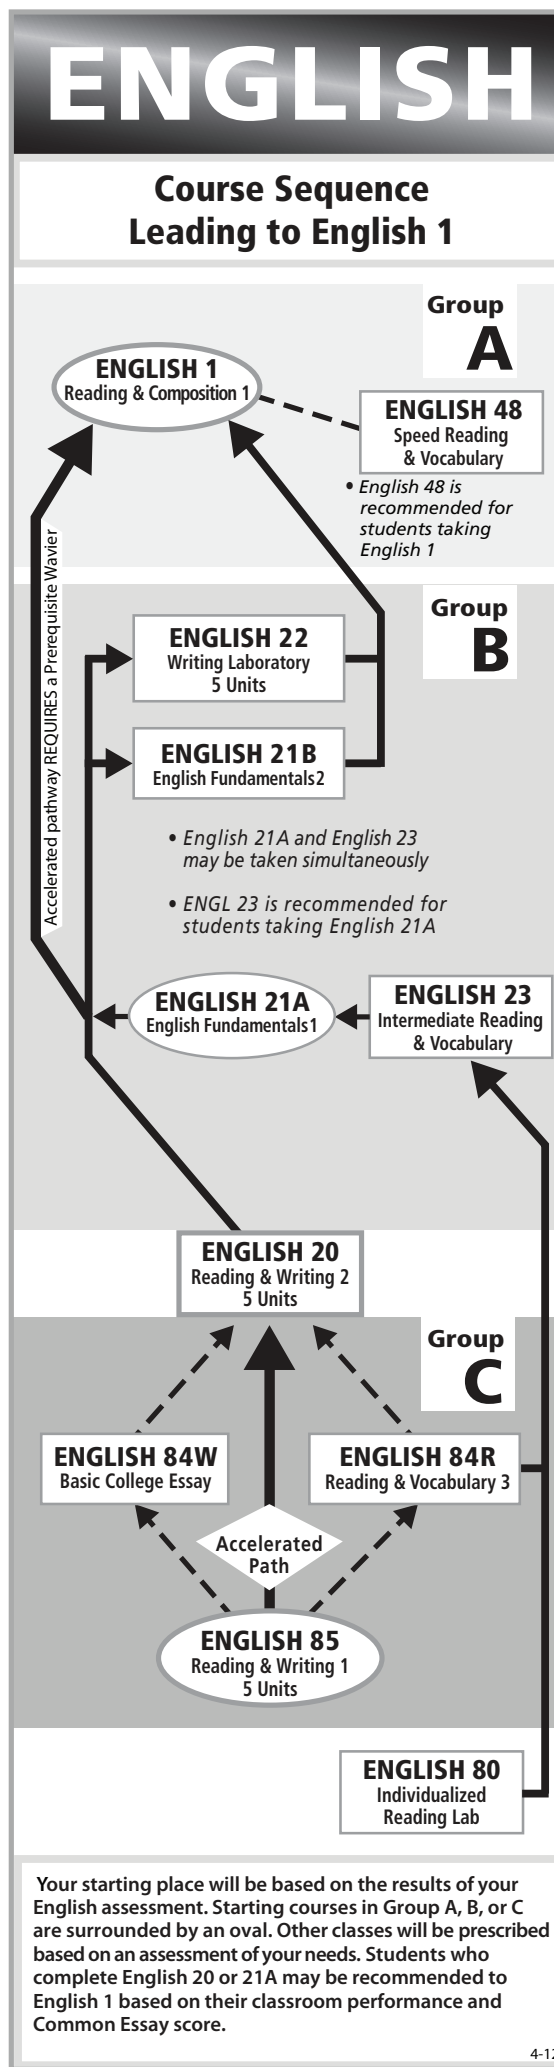 ENGLISH
Course Sequence
Leading to English 1
Group
A
ENGLISH 1
Reading & Composition 1
ENGLISH 48
Speed Reading
& Vocabulary
• English 48 is
recommended for
students taking
English 1
Accelerated pathway REQUIRES a Prerequisite Wavier
Group
B
ENGLISH 22
Writing Laboratory
5 Units
ENGLISH 21B
English Fundamentals2
• English 21A and English 23
may be taken simultaneously
• ENGL 23 is recommended for
students taking English 21A
ENGLISH 21A
English Fundamentals1
ENGLISH 23
Intermediate Reading
& Vocabulary
ENGLISH 20
Reading & Writing 2
5 Units
Group
C
ENGLISH 84W
Basic College Essay
ENGLISH 84R
Reading & Vocabulary 3
Accelerated
Path
ENGLISH 85
Reading & Writing 1
5 Units
ENGLISH 80
Individualized
Reading Lab
Your starting place will be based on the results of your
English assessment. Starting courses in Group A, B, or C
are surrounded by an oval. Other classes will be prescribed
based on an assessment of your needs. Students who
complete English 20 or 21A may be recommended to
English 1 based on their classroom performance and
Common Essay score.
4-12